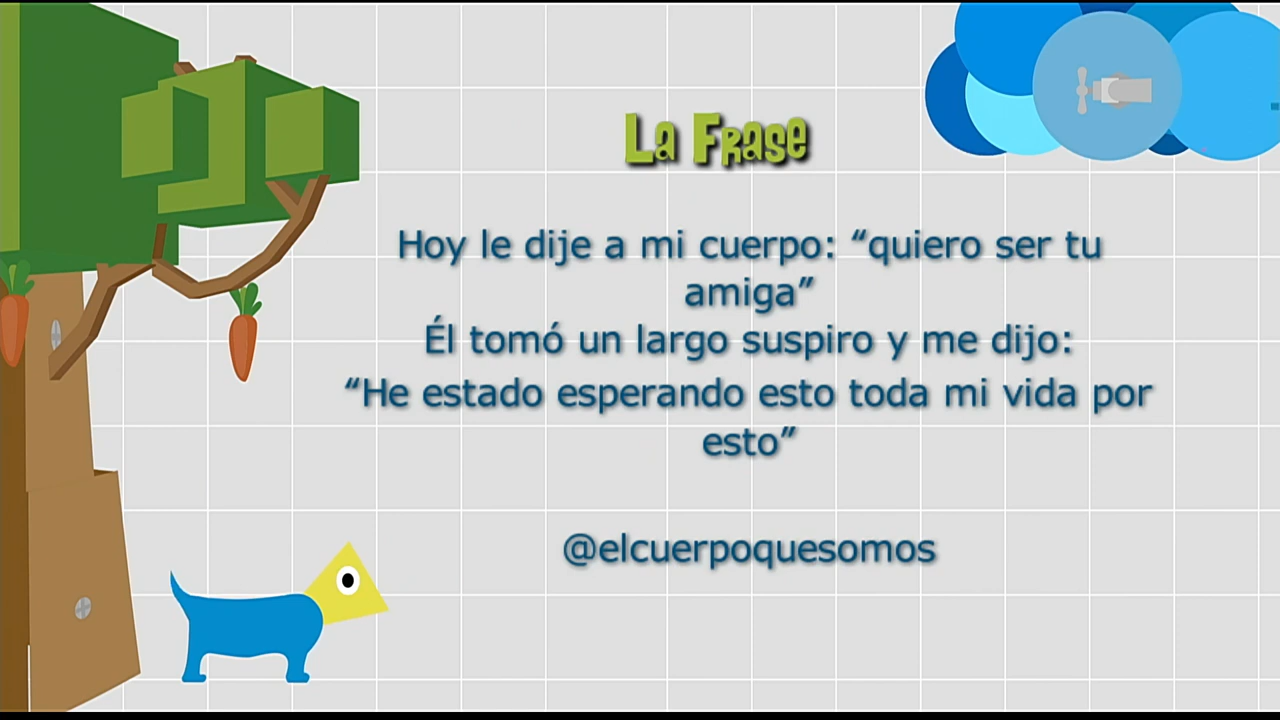 La Frase
Hoy le dije a mi cuerpo: “quiero ser tu
amiga”
Él tomó un largo suspiro y me dijo:
“He estado esperando esto toda mi vida por
esto”
@elcuerpoquesomos